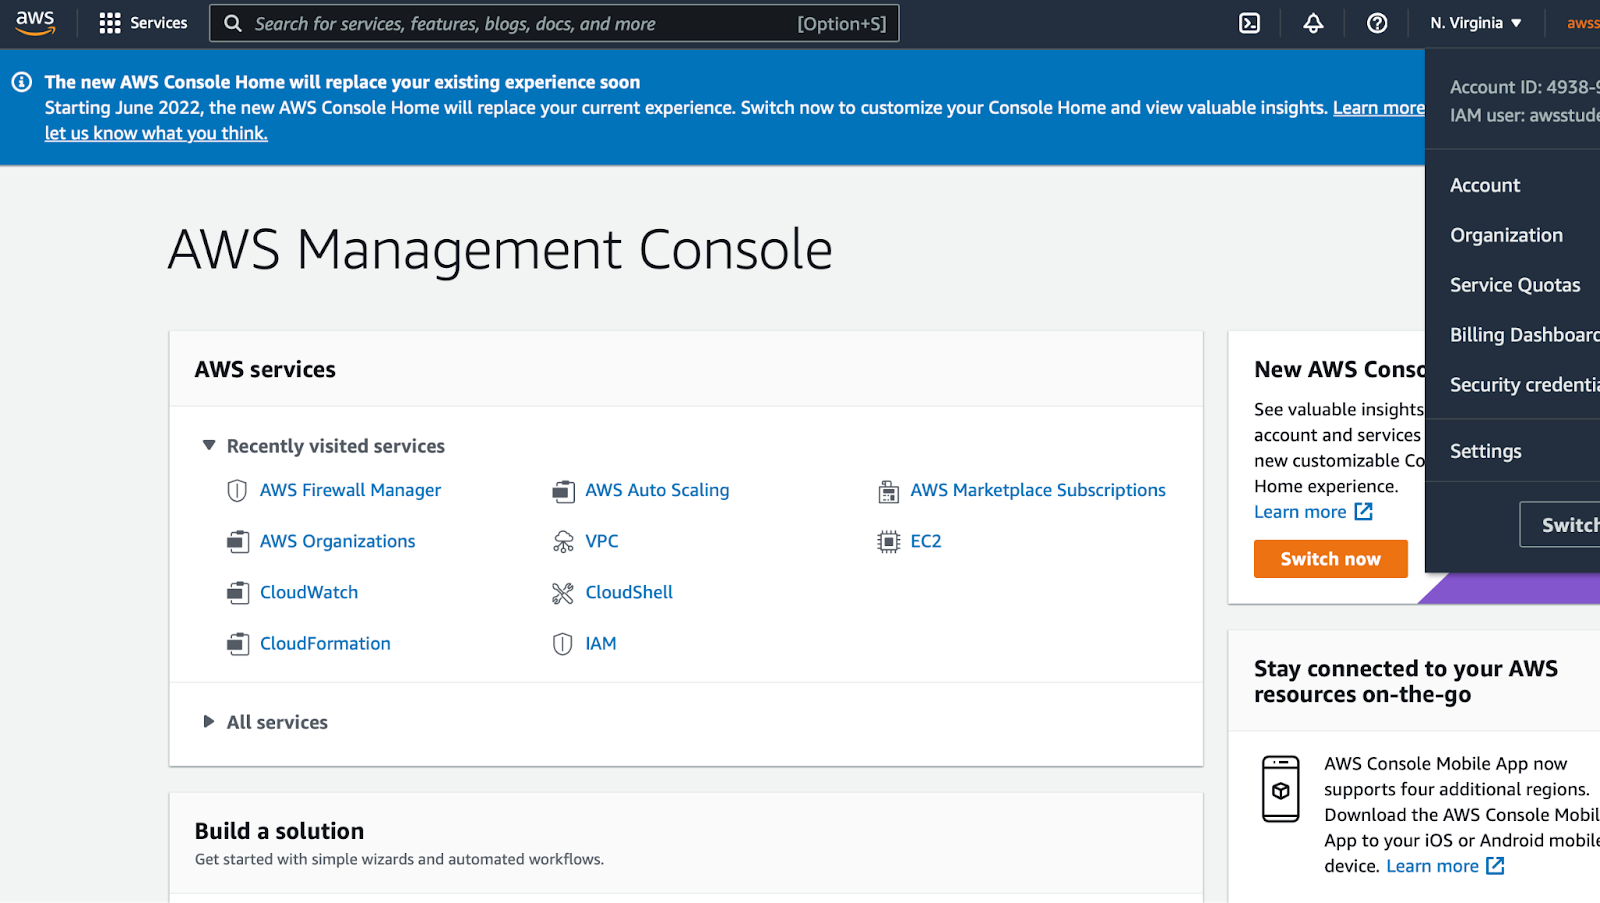 aws
Services
Search for services, features, blogs, docs, and more
[Option+S]
N. Virginia
The new AWS Console Home will replace your existing experience soon
Starting June 2022, the new AWS Console Home will replace your current experience. Switch now to customize your Console Home and view valuable insights. Learn more
let us know what you think.
Account ID: 4938-
IAM user:
Account
Organization
Service Quotas
Billing
Security
Settings
AWS Management Console
AWS services
Recently visited services
AWS Firewall Manager
AWS Auto Scaling
AWS Marketplace Subscriptions
AWS Organizations
VPC
EC2
CloudWatch
CloudShell
CloudFormation
IAM
All services
Build a solution
Get started with simple wizards and automated workflows.
New AWS
See valuable insights
account and services
new customizable
Home experience.
Learn more
Switch now
Switch
Stay connected to your AWS
resources on-the-go
AWS Console Mobile App now
supports four additional regions.
Download the AWS Console
App to your iOS or Android mobile
device. Learn more